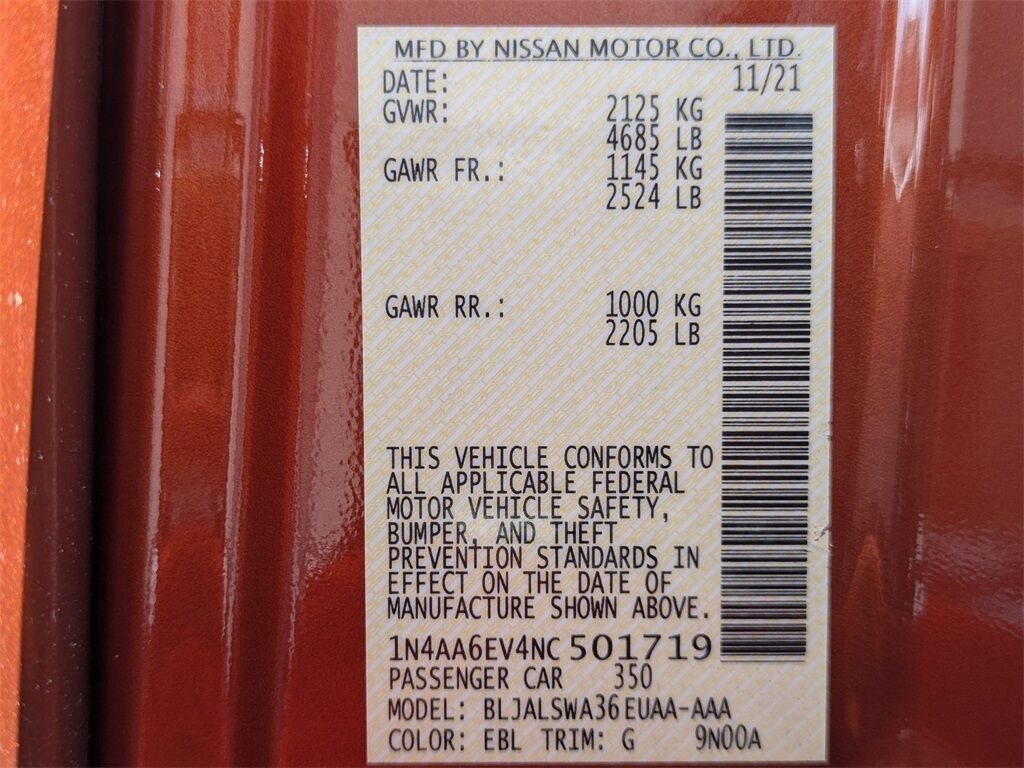 MFD BY NISSAN MOTOR CO., LTD.
DATE: 11/21
GVWR: 2125 KG
4685 LB
GAWR FR.: 1145 KG
2524 LB
GAWR RR.: 1000 KG
2205 LB
THIS VEHICLE CONFORMS TO
ALL APPLICABLE FEDERAL
MOTOR VEHICLE SAFETY,
BUMPER, AND THEFT
PREVENTION STANDARDS IN
EFFECT ON THE DATE OF
MANUFACTURE SHOWN ABOVE.
1N4AA6EV4NC501719
PASSENGER CAR 350
MODEL: BLJALSWA36EUAA-AAA
COLOR: EBL TRIM: G 9N00A